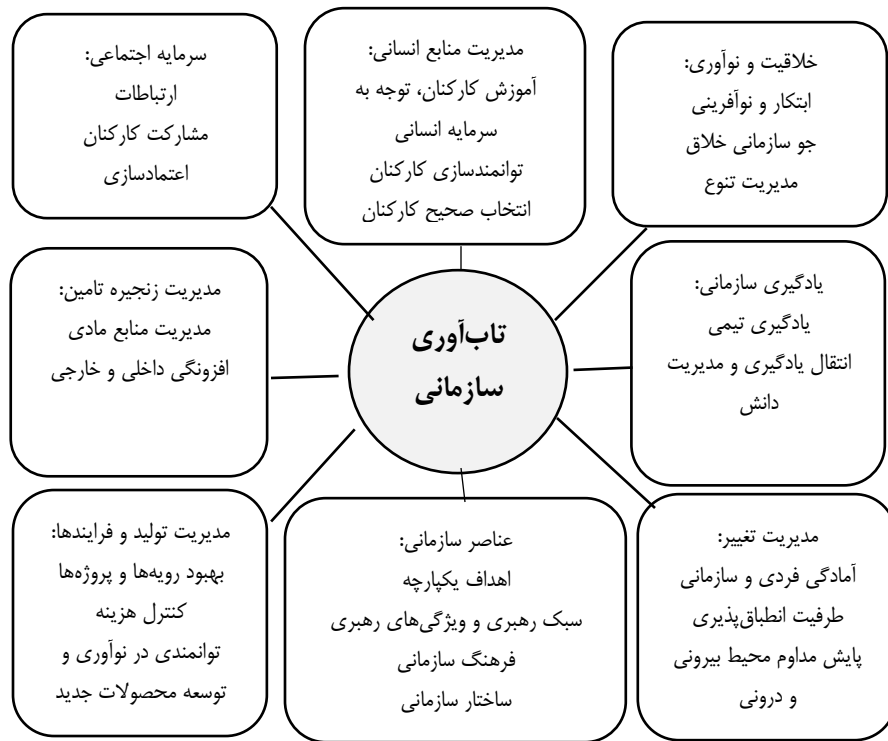 خلاقیت و نوآوری:
ابتکار و نوآفرینی
جو سازمانی خلاق
مدیریت تنوع
مدیریت منابع انسانی:
آموزش کارکنان، توجه به
سرمایه انسانی
توانمندسازی کارکنان
انتخاب صحیح کارکنان
سرمایه اجتماعی:
ارتباطات
مشارکت کارکنان
اعتمادسازی
یادگیری سازمانی:
یادگیری تیمی
انتقال یادگیری و مدیریت
دانش
تاب‌آوری
سازمانی
مدیریت زنجیره تامین:
مدیریت منابع مادی
افزونگی داخلی و خارجی
مدیریت تغییر:
آمادگی فردی و سازمانی
ظرفیت انطباق‌پذیری
پایش مداوم محیط بیرونی
و درونی
عناصر سازمانی:
اهداف یکپارچه
سبک رهبری و ویژگی‌های رهبری
فرهنگ سازمانی
ساختار سازمانی
مدیریت تولید و فرایندها:
بهبود رویه‌ها و پروژه‌ها
کنترل هزینه
توانمندی در نوآوری و
توسعه محصولات جدید